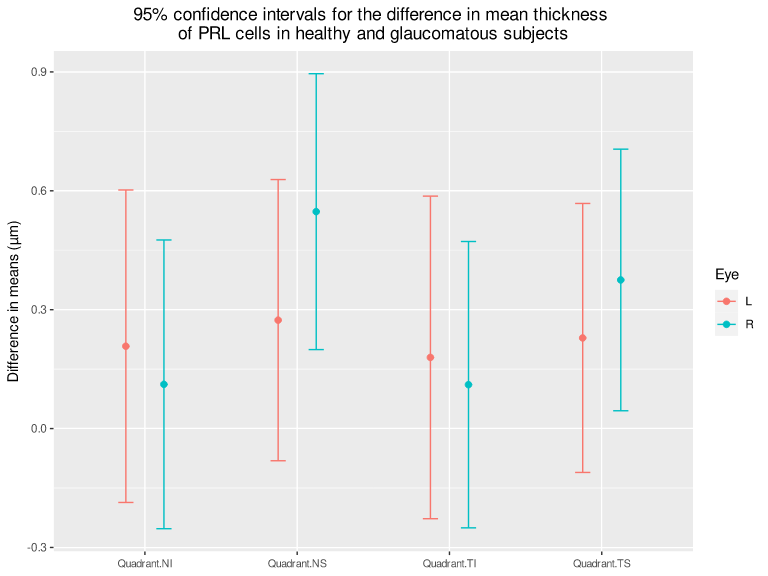 95% confidence intervals for the difference in mean thickness
of PRL cells in healthy and glaucomatous subjects
Difference in means (µm)
0.9
0.6
0.3
0.0
-0.3
Quadrant.NI
Quadrant.NS
Quadrant.TI
Quadrant.TS
Eye
L
R